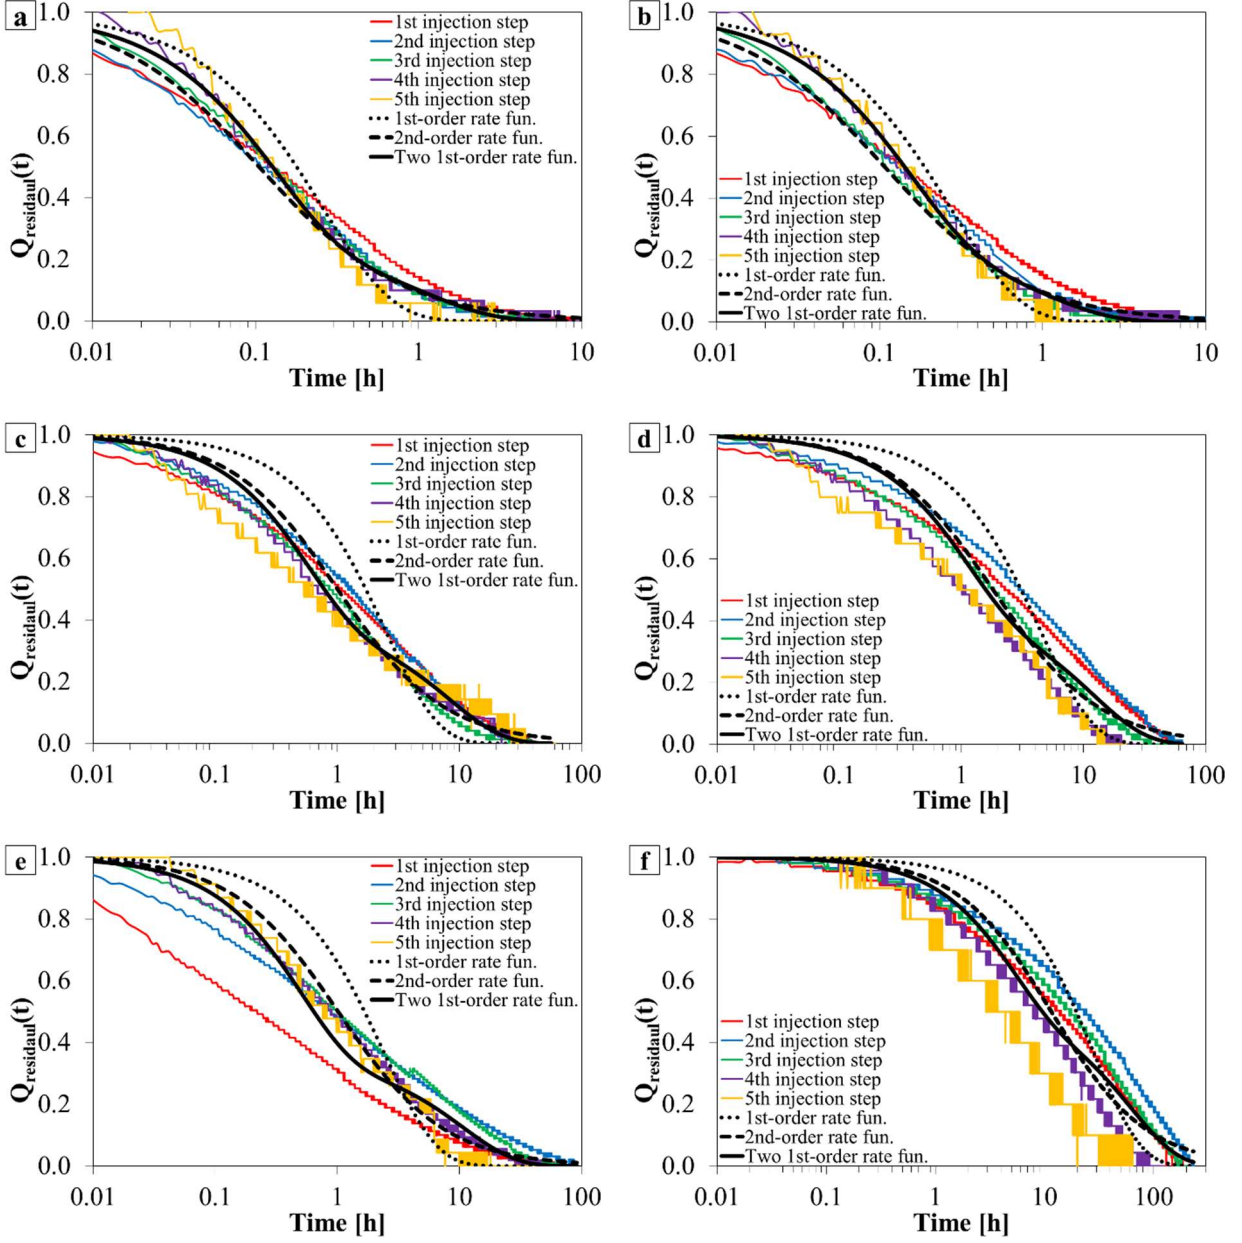 a
1.0
0.8
0.6
0.4
0.2
0.0
Q_residaul(t)
0.01 0.1 1 10
Time [h]
1st injection step
2nd injection step
3rd injection step
4th injection step
5th injection step
1st-order rate fun.
2nd-order rate fun.
Two 1st-order rate fun.
b
1.0
0.8
0.6
0.4
0.2
0.0
Q_residaul(t)
1st injection step
2nd injection step
3rd injection step
4th injection step
5th injection step
1st-order rate fun.
2nd-order rate fun.
Two 1st-order rate fun.
0.01 0.1 1 10
Time [h]
c
1.0
0.8
0.6
0.4
0.2
0.0
Q_residaul(t)
1st injection step
2nd injection step
3rd injection step
4th injection step
5th injection step
1st-order rate fun.
2nd-order rate fun.
Two 1st-order rate fun.
0.01 0.1 1 10 100
Time [h]
d
1.0
0.8
0.6
0.4
0.2
0.0
Q_residaul(t)
1st injection step
2nd injection step
3rd injection step
4th injection step
5th injection step
1st-order rate fun.
2nd-order rate fun.
Two 1st-order rate fun.
0.01 0.1 1 10 100
Time [h]
e
1.0
0.8
0.6
0.4
0.2
0.0
Q_residaul(t)
1st injection step
2nd injection step
3rd injection step
4th injection step
5th injection step
1st-order rate fun.
2nd-order rate fun.
Two 1st-order rate fun.
0.01 0.1 1 10 100
Time [h]
f
1.0
0.8
0.6
0.4
0.2
0.0
Q_residaul(t)
1st injection step
2nd injection step
3rd injection step
4th injection step
5th injection step
1st-order rate fun.
2nd-order rate fun.
Two 1st-order rate fun.
0.01 0.1 1 10 100
Time [h]